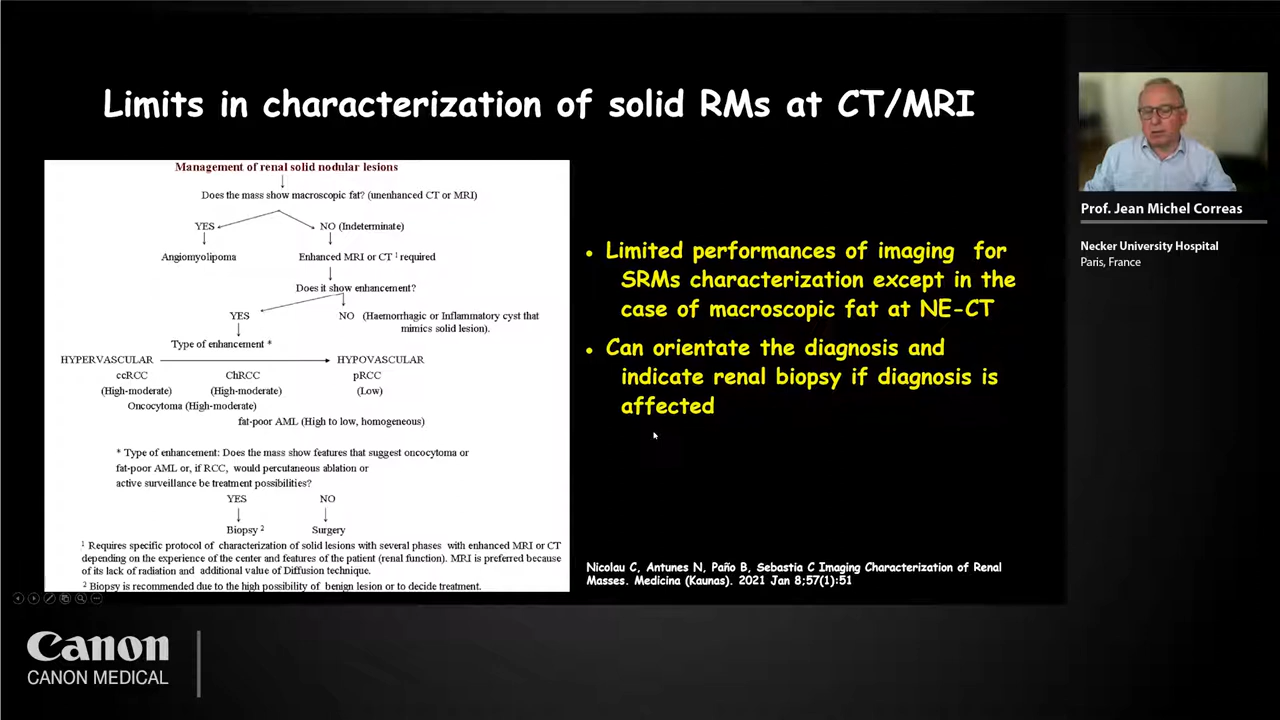 Limits in characterization of solid RMs at CT/MRI
Management of renal solid nodular lesions
Does the mass show macroscopic fat? (unenhanced CT or MRI)
YES
NO (Indeterminate)
Angiomyolipoma
Enhanced MRI or CT 1 required
Does it show enhancement?
YES
NO (Haemorrhagic or Inflammatory cyst that
mimics solid lesion).
Type of enhancement *
HYPERVASCULAR
HYPOVASCULAR
ccRCC
ChRCC
pRCC
(High-moderate)
(High-moderate)
(Low)
Oncocytoma (High-moderate)
fat-poor AML (High to low, homogeneous)
* Type of enhancement: Does the mass show features that suggest oncocytoma or
fat-poor AML or, if RCC, would percutaneous ablation or
active surveillance be treatment possibilities?
YES
NO
Biopsy 2
Surgery
1 Requires specific protocol of characterization of solid lesions with several phases with enhanced MRI or CT
depending on the experience of the center and features of the patient (renal function). MRI is preferred because
of its lack of radiation and additional value of Diffusion technique.
2 Biopsy is recommended due to the high possibility of benign lesion or to decide treatment.
• Limited performances of imaging for
SRMs characterization except in the
case of macroscopic fat at NE-CT
• Can orientate the diagnosis and
indicate renal biopsy if diagnosis is
affected
Nicolau C, Antunes N, Paño B, Sebastia C Imaging Characterization of Renal
Masses. Medicina (Kaunas). 2021 Jan 8;57(1):51
Prof. Jean Michel Correas
Necker University Hospital
Paris, France
Canon
CANON MEDICAL